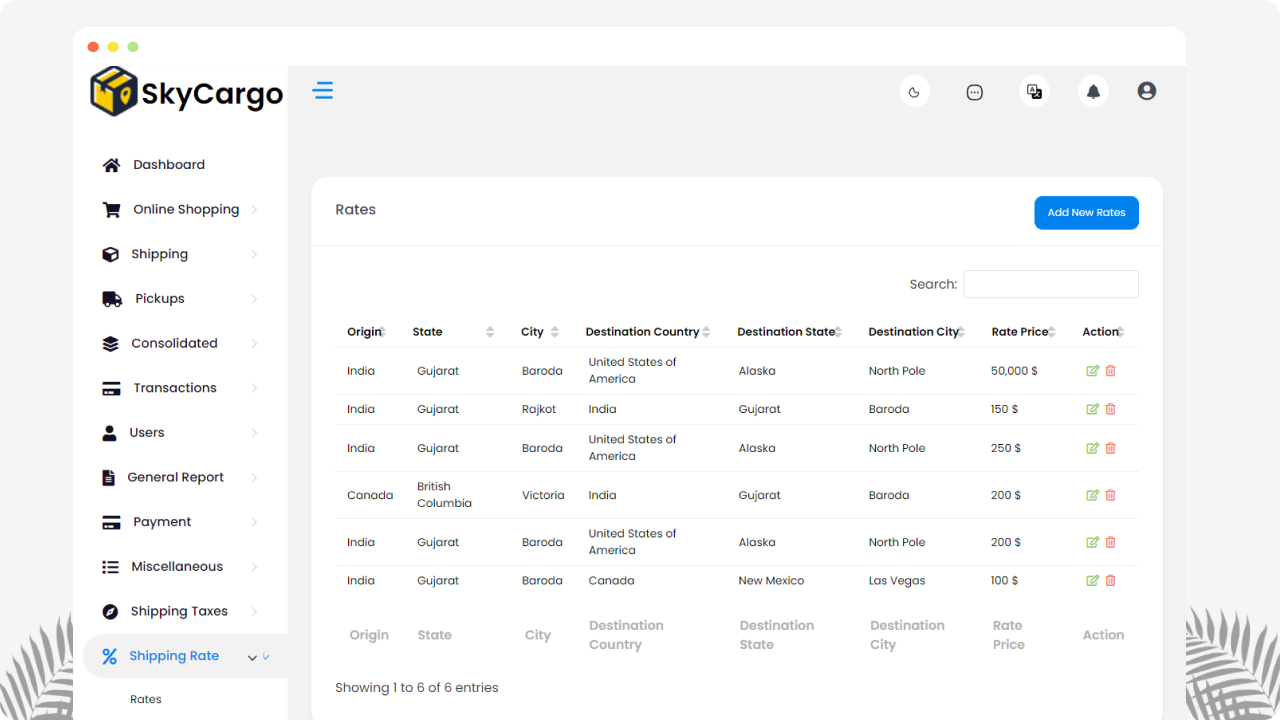 SkyCargo
Dashboard
Online Shopping
Shipping
Pickups
Consolidated
Transactions
Users
General Report
Payment
Miscellaneous
Shipping Taxes
Shipping Rate
Rates
Rates
Add New Rates
Search:
Origin State City Destination Country Destination State Destination City Rate Price Action
India Gujarat Baroda United States of America Alaska North Pole 50,000 $
India Gujarat Rajkot India Gujarat Baroda 150 $
India Gujarat Baroda United States of America Alaska North Pole 250 $
Canada British Columbia Victoria India Gujarat Baroda 200 $
India Gujarat Baroda United States of America Alaska North Pole 200 $
India Gujarat Baroda Canada New Mexico Las Vegas 100 $
Origin State City Destination Country Destination State Destination City Rate Price Action
Showing 1 to 6 of 6 entries